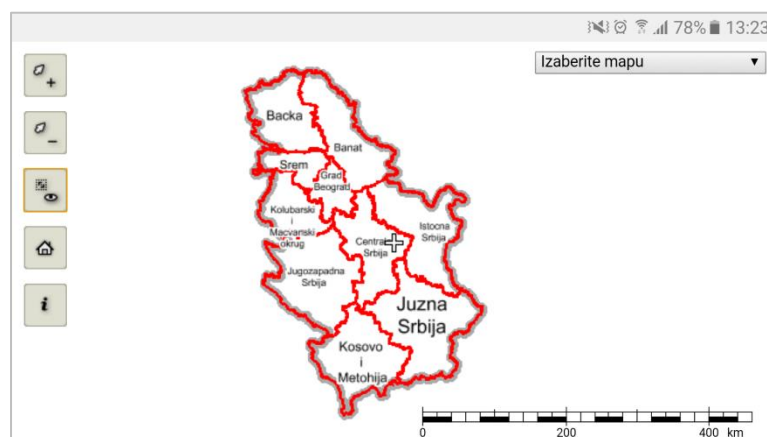 78% 13:23
Izaberite mapu
Backa
Banat
Srem
Grad
Beograd
Kolubarski
i
Macvanski
okrug
Istocna
Srbija
Central
Srbija
Jugozapadna
Srbija
Juzna
Srbija
Kosovo
i
Metohija
i
0 200 400 km